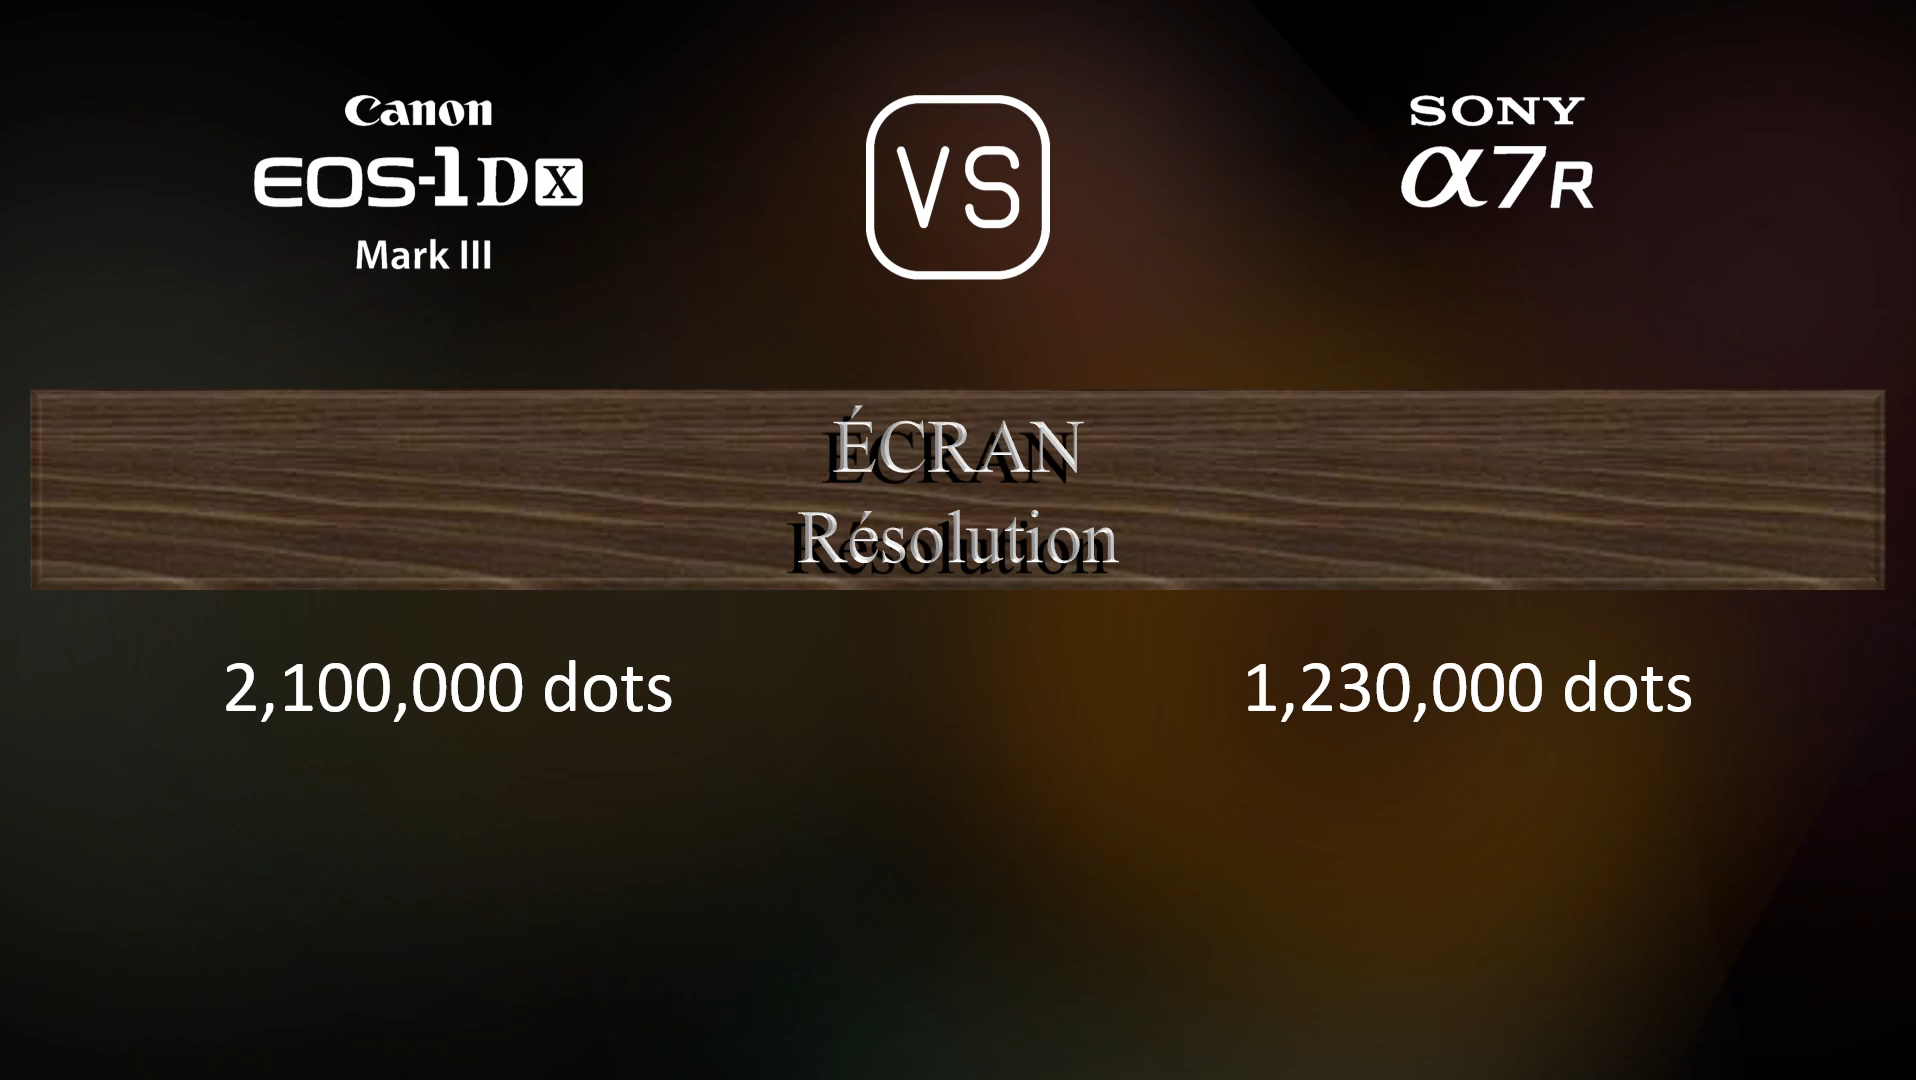 Canon
EOS-1DX
Mark III
VS
SONY
α7R
ÉCRAN
Résolution
2,100,000 dots
1,230,000 dots